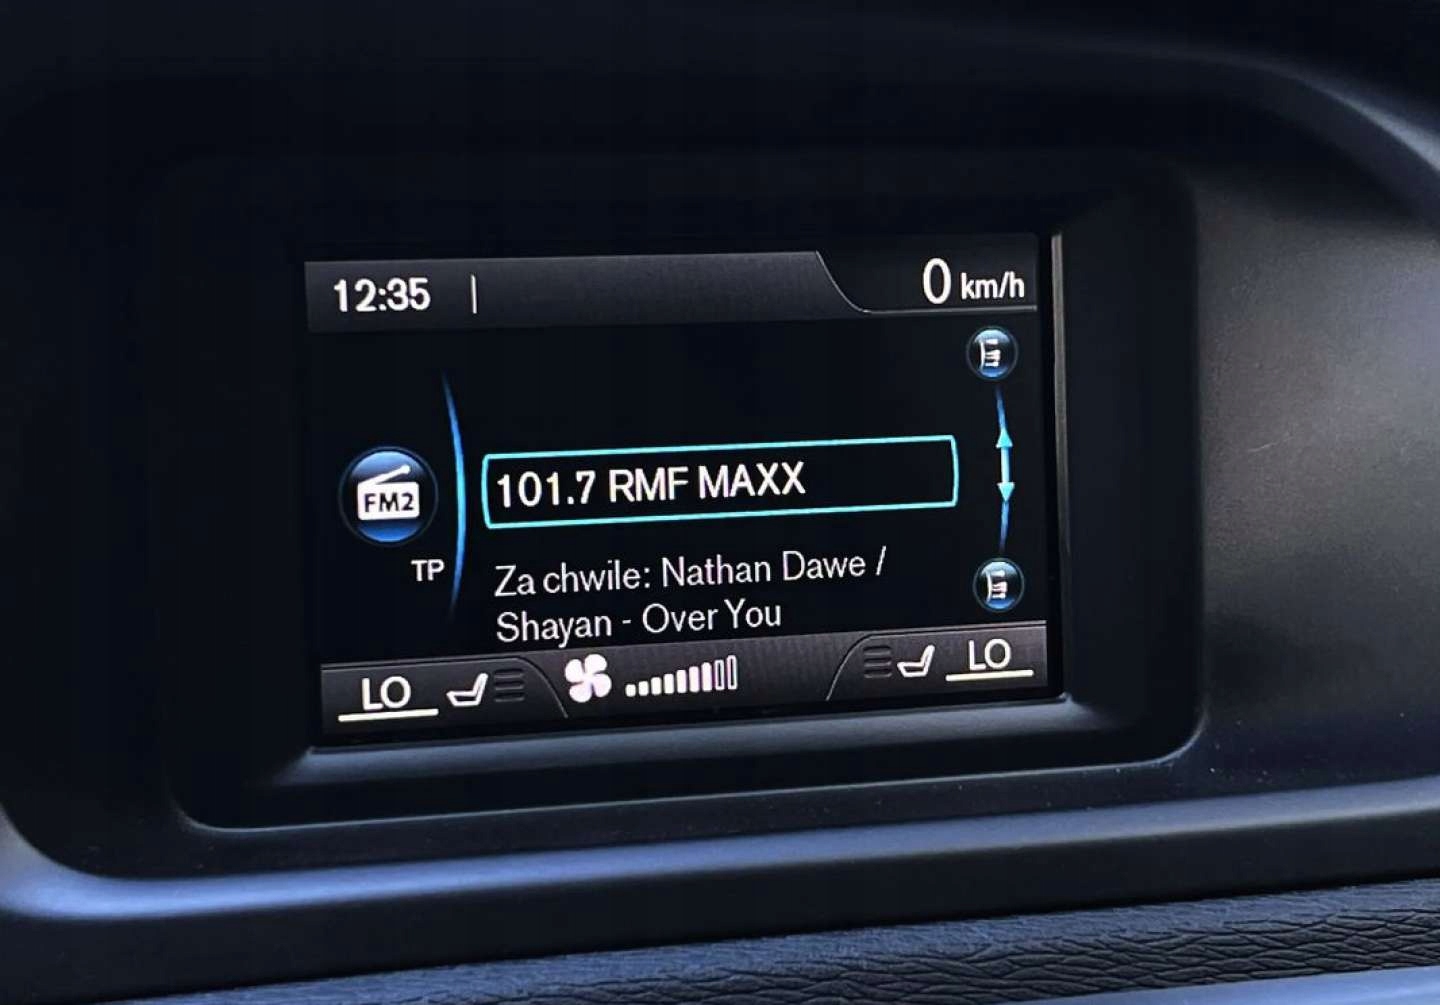 12:35
0 km/h
FM2
TP
101.7 RMF MAXX
Za chwile: Nathan Dawe /
Shayan - Over You
LO
LO